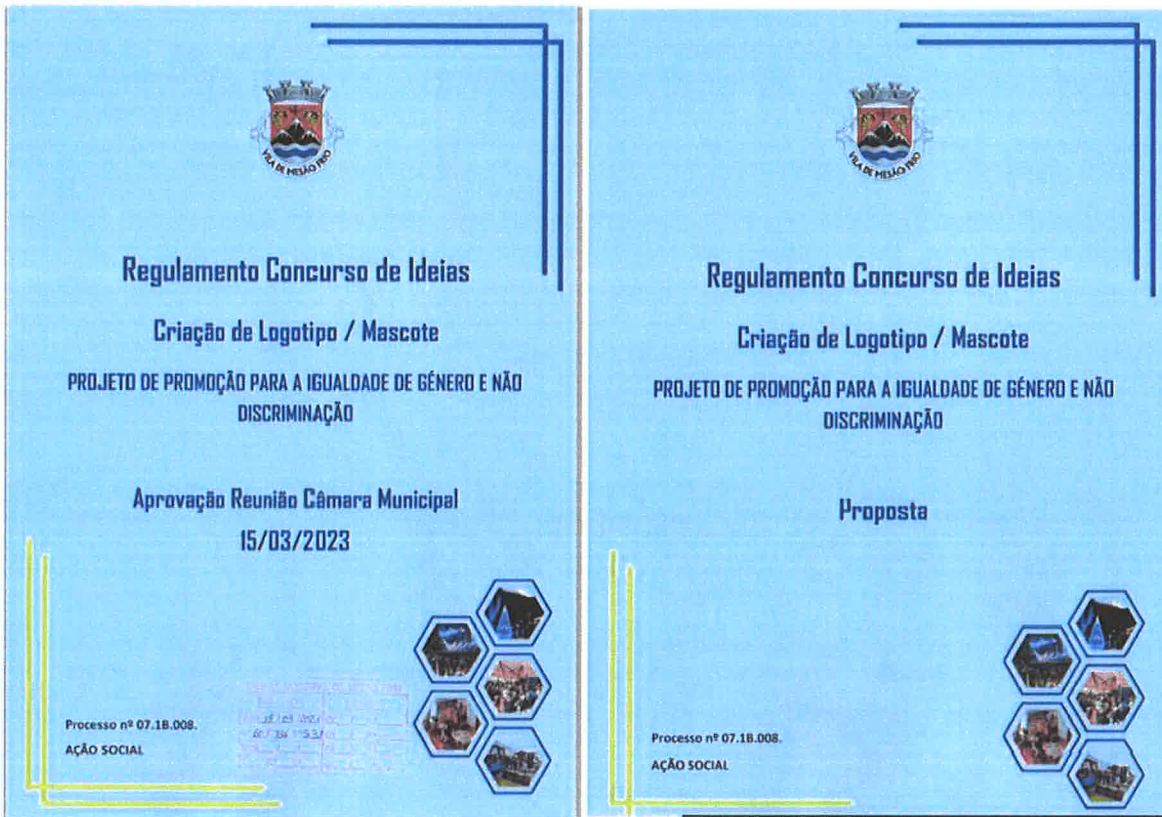 VILA DE MESÃO FRIO
Regulamento Concurso de Ideias
Criação de Logotipo / Mascote
PROJETO DE PROMOÇÃO PARA A IGUALDADE DE GÉNERO E NÃO
DISCRIMINAÇÃO
Aprovação Reunião Câmara Municipal
15/03/2023
Processo nº 07.18.008.
AÇÃO SOCIAL
VILA DE MESÃO FRIO
Regulamento Concurso de Ideias
Criação de Logotipo / Mascote
PROJETO DE PROMOÇÃO PARA A IGUALDADE DE GÉNERO E NÃO
DISCRIMINAÇÃO
Proposta
Processo nº 07.18.008.
AÇÃO SOCIAL